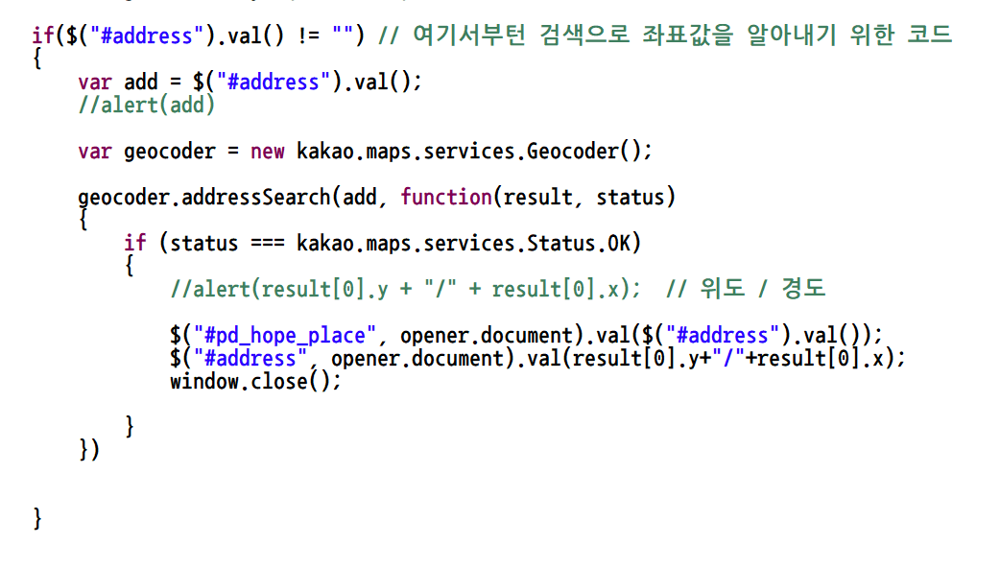 if($("#address").val() != "") // 여기서부턴 검색으로 좌표값을 알아내기 위한 코드
{
var add = $("#address").val();
//alert(add)
var geocoder = new kakao.maps.services.Geocoder();
geocoder.addressSearch(add, function(result, status)
{
if (status === kakao.maps.services.Status.OK)
{
//alert(result[0].y + "/" + result[0].x);  // 위도 / 경도
$("#pd_hope_place", opener.document).val($("#address").val());
$("#address", opener.document).val(result[0].y+"/"+result[0].x);
window.close();
}
})
}